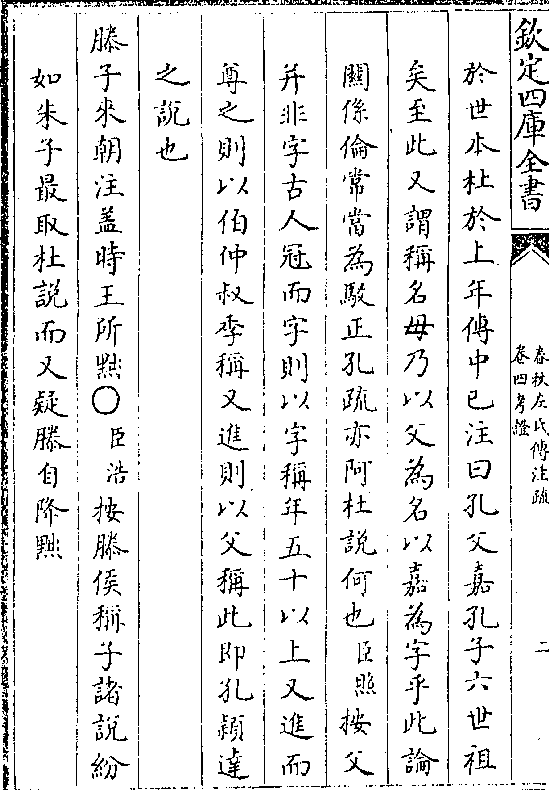 欽定四庫全書
春秋左氏傳注疏
卷四考證
二
於世本杜於上年傳中已注曰孔父嘉孔子六世祖
矣至此又謂稱名毋乃以父為名以嘉為字乎此論
關係倫常當為駁正孔疏亦阿杜說何也臣照按父
并非字古人冠而字則以字稱年五十以上又進而
尊之則以伯仲叔季稱又進則以父稱此即孔穎達
之說也
滕子來朝注蓋時王所黜〇臣浩按滕侯稱子諸說紛
如朱子最取杜說而又疑滕自降黜